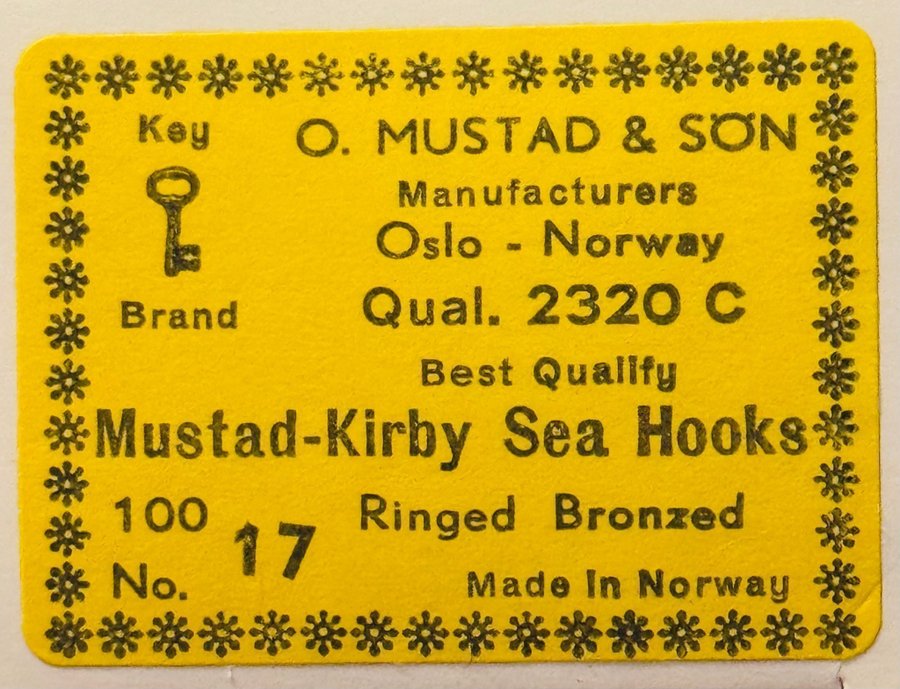 Key
Brand
O. MUSTAD & SÖN
Manufacturers
Oslo - Norway
Qual. 2320 C
Best Quality
Mustad-Kirby Sea Hooks
100
No. 17
Ringed Bronzed
Made In Norway